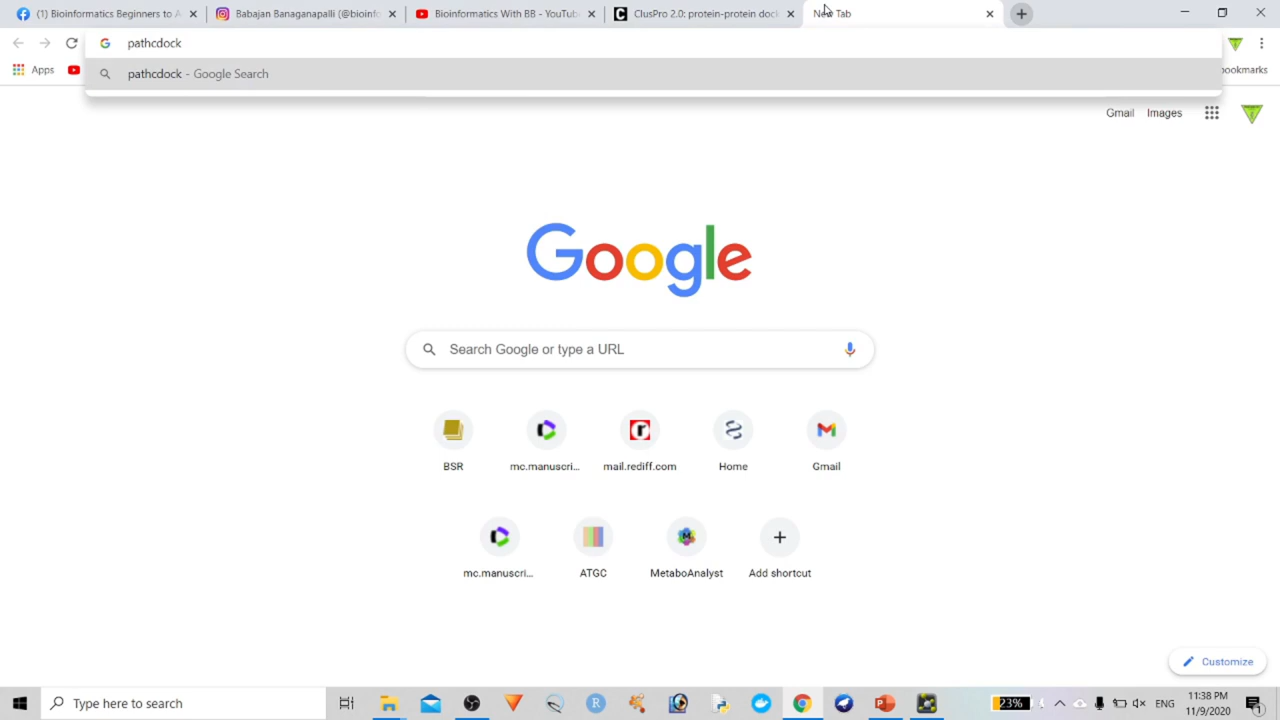 (1) Bioinformatics Beginners to A
Babajan Banaganapalli (@bioinf
Bioinformatics With BB - YouTub
ClusPro 2.0: protein-protein dock
New Tab
pathcdock
Apps
pathcdock - Google Search
bookmarks
Gmail
Images
Google
Search Google or type a URL
BSR
mc.manuscri...
mail.rediff.com
Home
Gmail
mc.manuscri...
ATGC
MetaboAnalyst
Add shortcut
Customize
Type here to search
23%
ENG
11:38 PM
11/9/2020